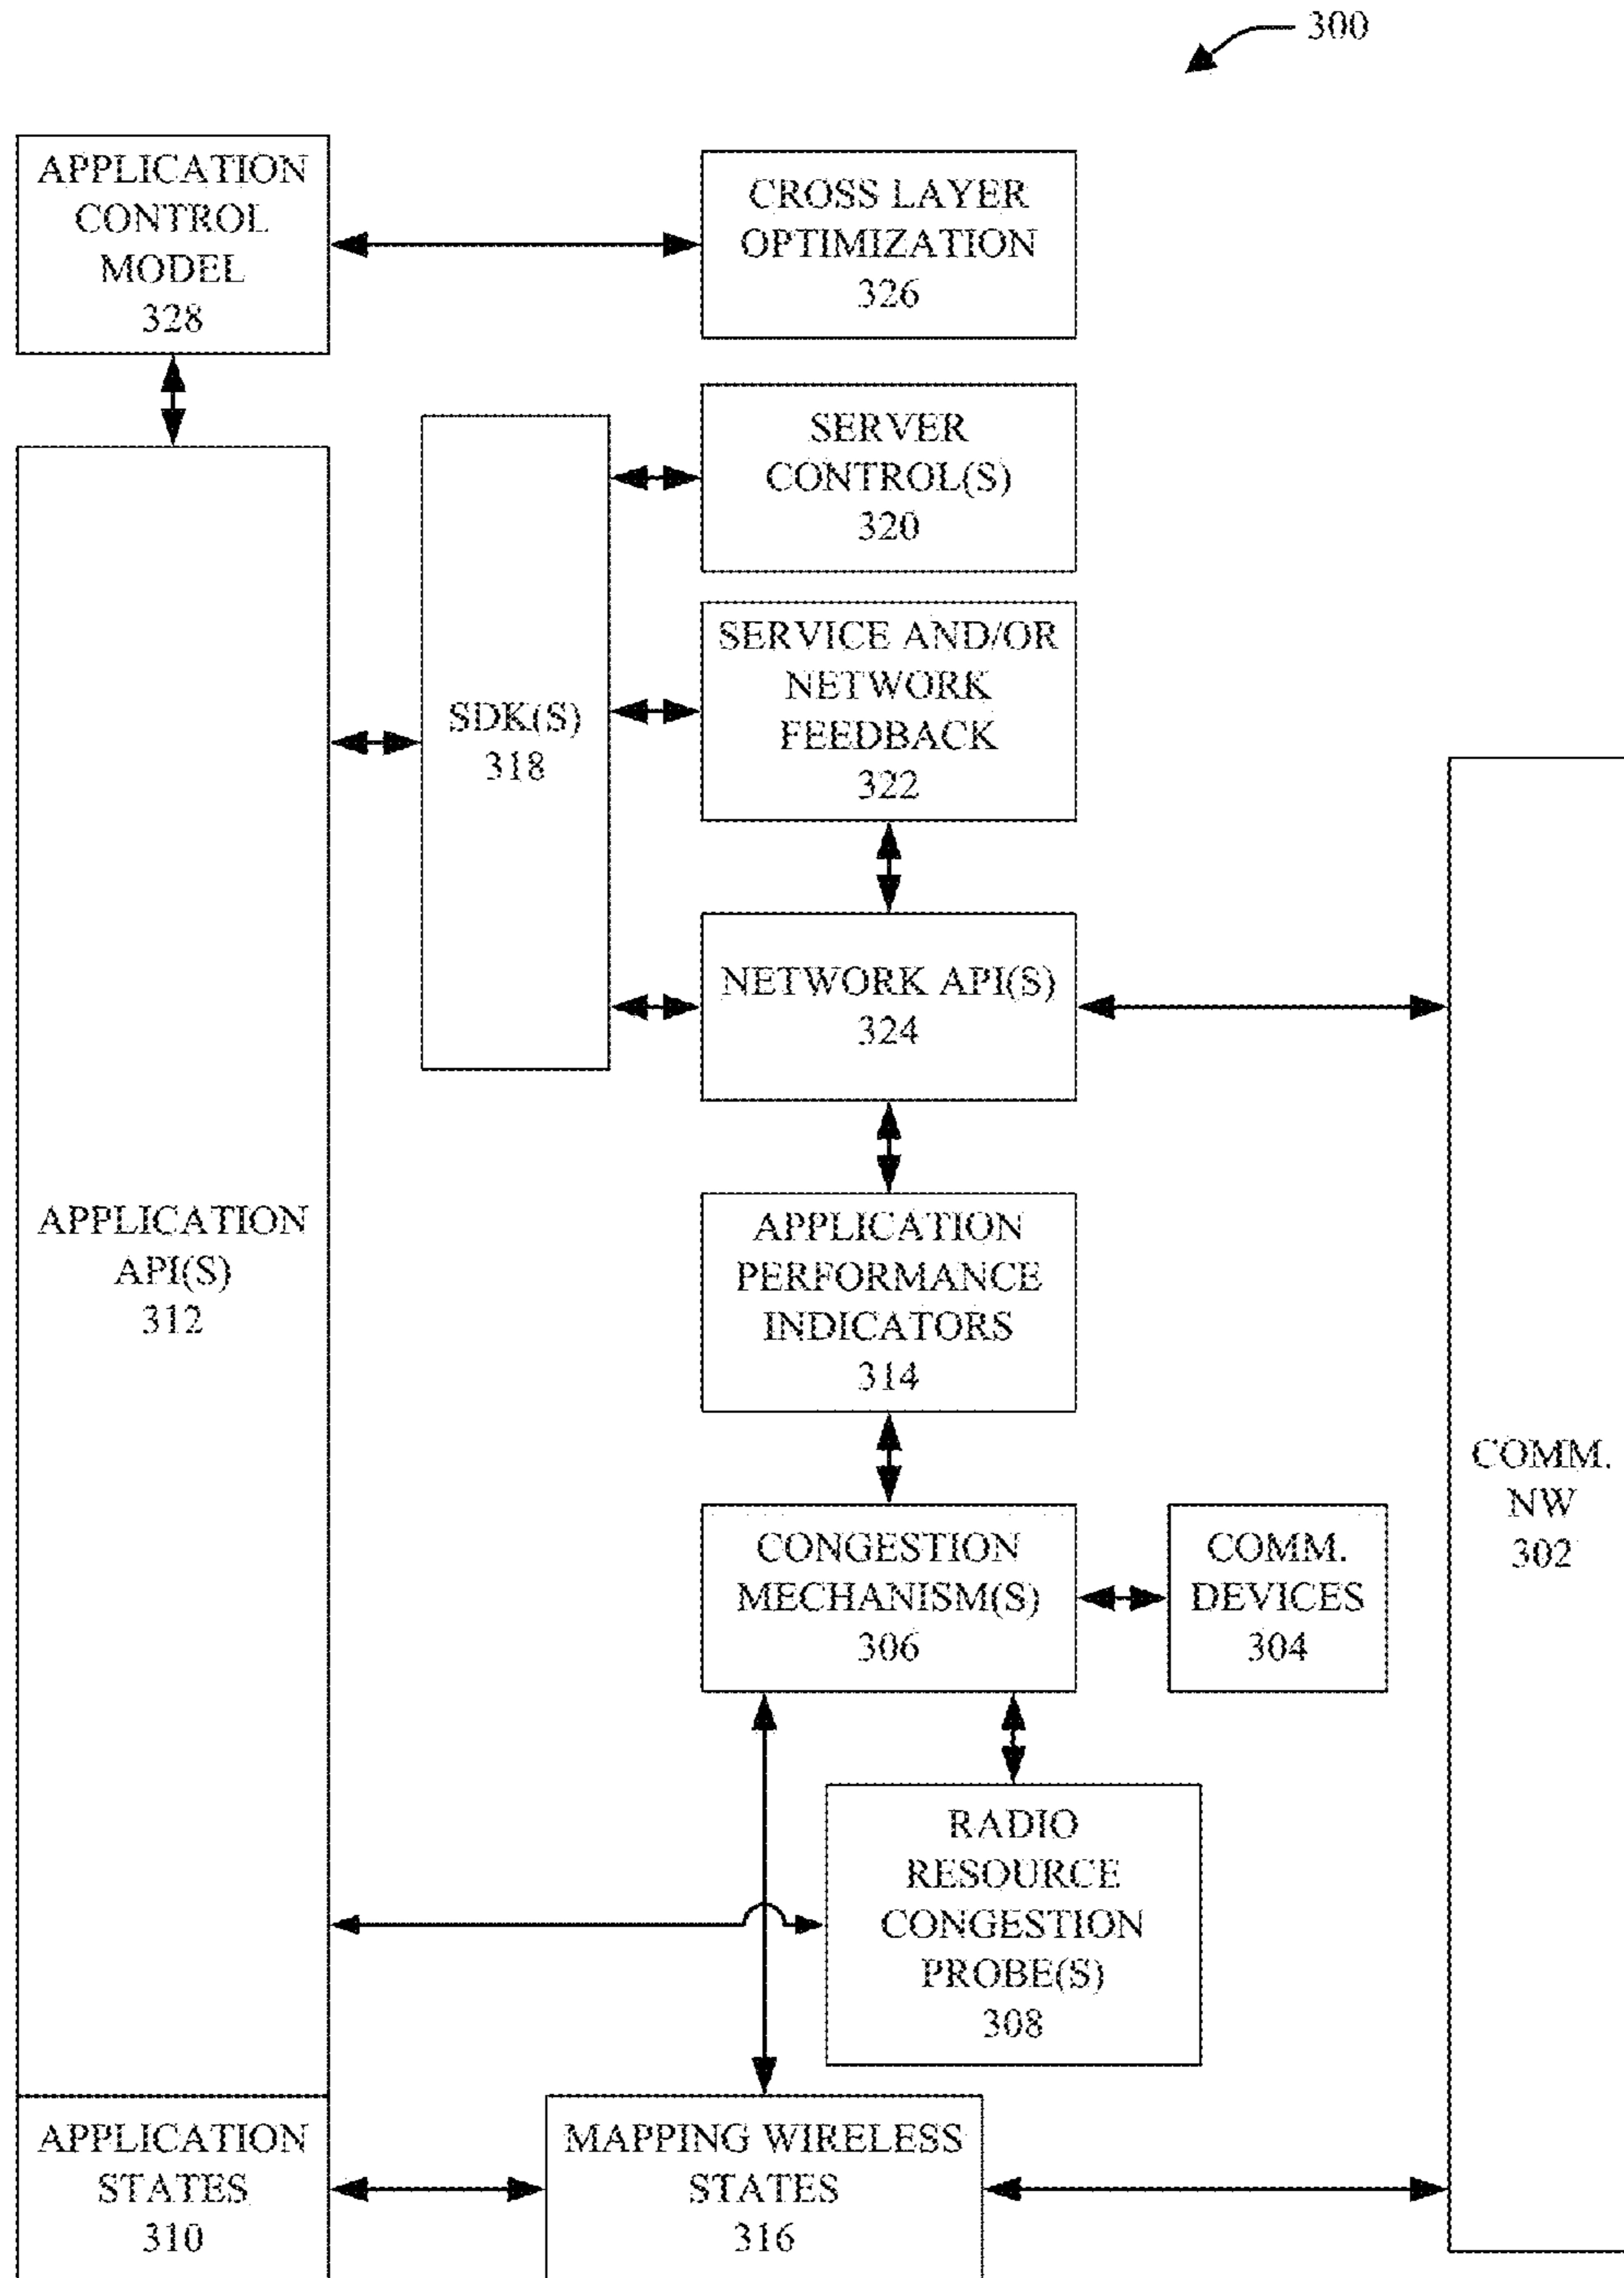 300
APPLICATION
CONTROL
MODEL
328
CROSS LAYER
OPTIMIZATION
326
SERVER
CONTROL(S)
320
SERVICE AND/OR
NETWORK
FEEDBACK
322
SDK(S)
318
NETWORK API(S)
324
APPLICATION
API(S)
312
APPLICATION
PERFORMANCE
INDICATORS
314
COMM.
NW
302
CONGESTION
MECHANISM(S)
306
COMM.
DEVICES
304
RADIO
RESOURCE
CONGESTION
PROBE(S)
308
APPLICATION
STATES
310
MAPPING WIRELESS
STATES
316